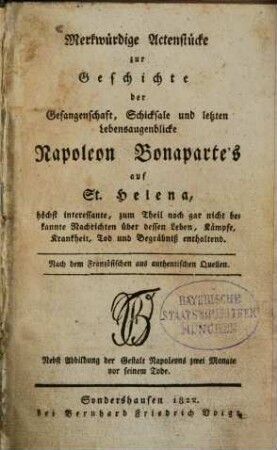 Merkwürdige Actenstücke
zur
Geschichte
der
Gefangenschaft, Schicksale und letzten
Lebensaugenblicke
Napoleon Bonaparte's
auf
St. Helena,
höchst interessante, zum Theil noch gar nicht be-
kannte Nachrichten über dessen Leben, Kämpfe,
Krankheit, Tod und Begräbniß enthaltend.
Nach dem Französischen aus authentischen Quellen.
BAYERISCHE
STAATSBIBLIOTHEK
MÜNCHEN
Nebst Abbildung der Gestalt Napoleons zwei Monate
vor seinem Tode.
Sondershausen 1822.
bei Bernhard Friedrich Voigt.